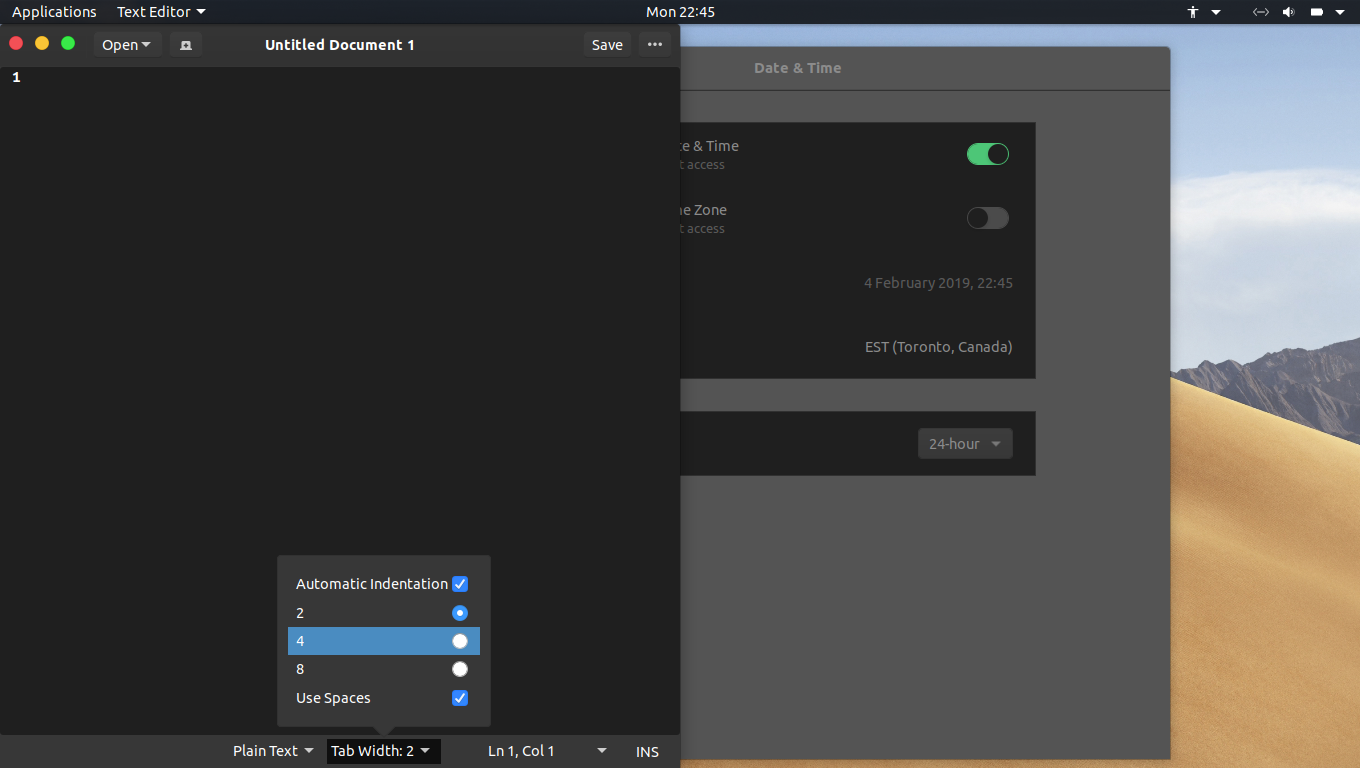 Applications Text Editor Mon 22:45
Open Untitled Document 1 Save
1
Date & Time
& Time
access
Zone
access
4 February 2019, 22:45
EST (Toronto, Canada)
24-hour
Automatic Indentation
2
4
8
Use Spaces
Plain Text Tab Width: 2 Ln 1, Col 1 INS